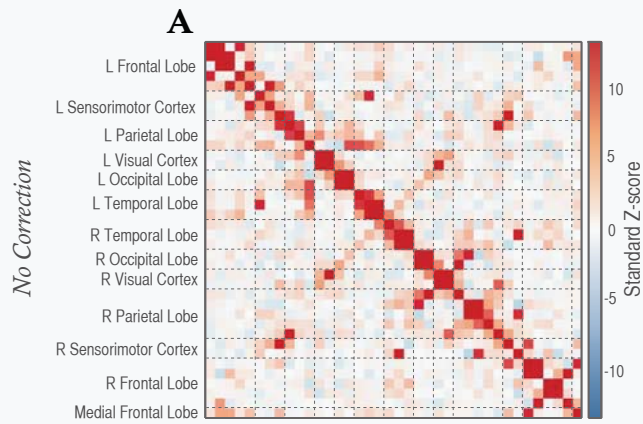 A
No Correction
L Frontal Lobe
L Sensorimotor Cortex
L Parietal Lobe
L Visual Cortex
L Occipital Lobe
L Temporal Lobe
R Temporal Lobe
R Occipital Lobe
R Visual Cortex
R Parietal Lobe
R Sensorimotor Cortex
R Frontal Lobe
Medial Frontal Lobe
10
5
0
-5
-10
Standard Z-score